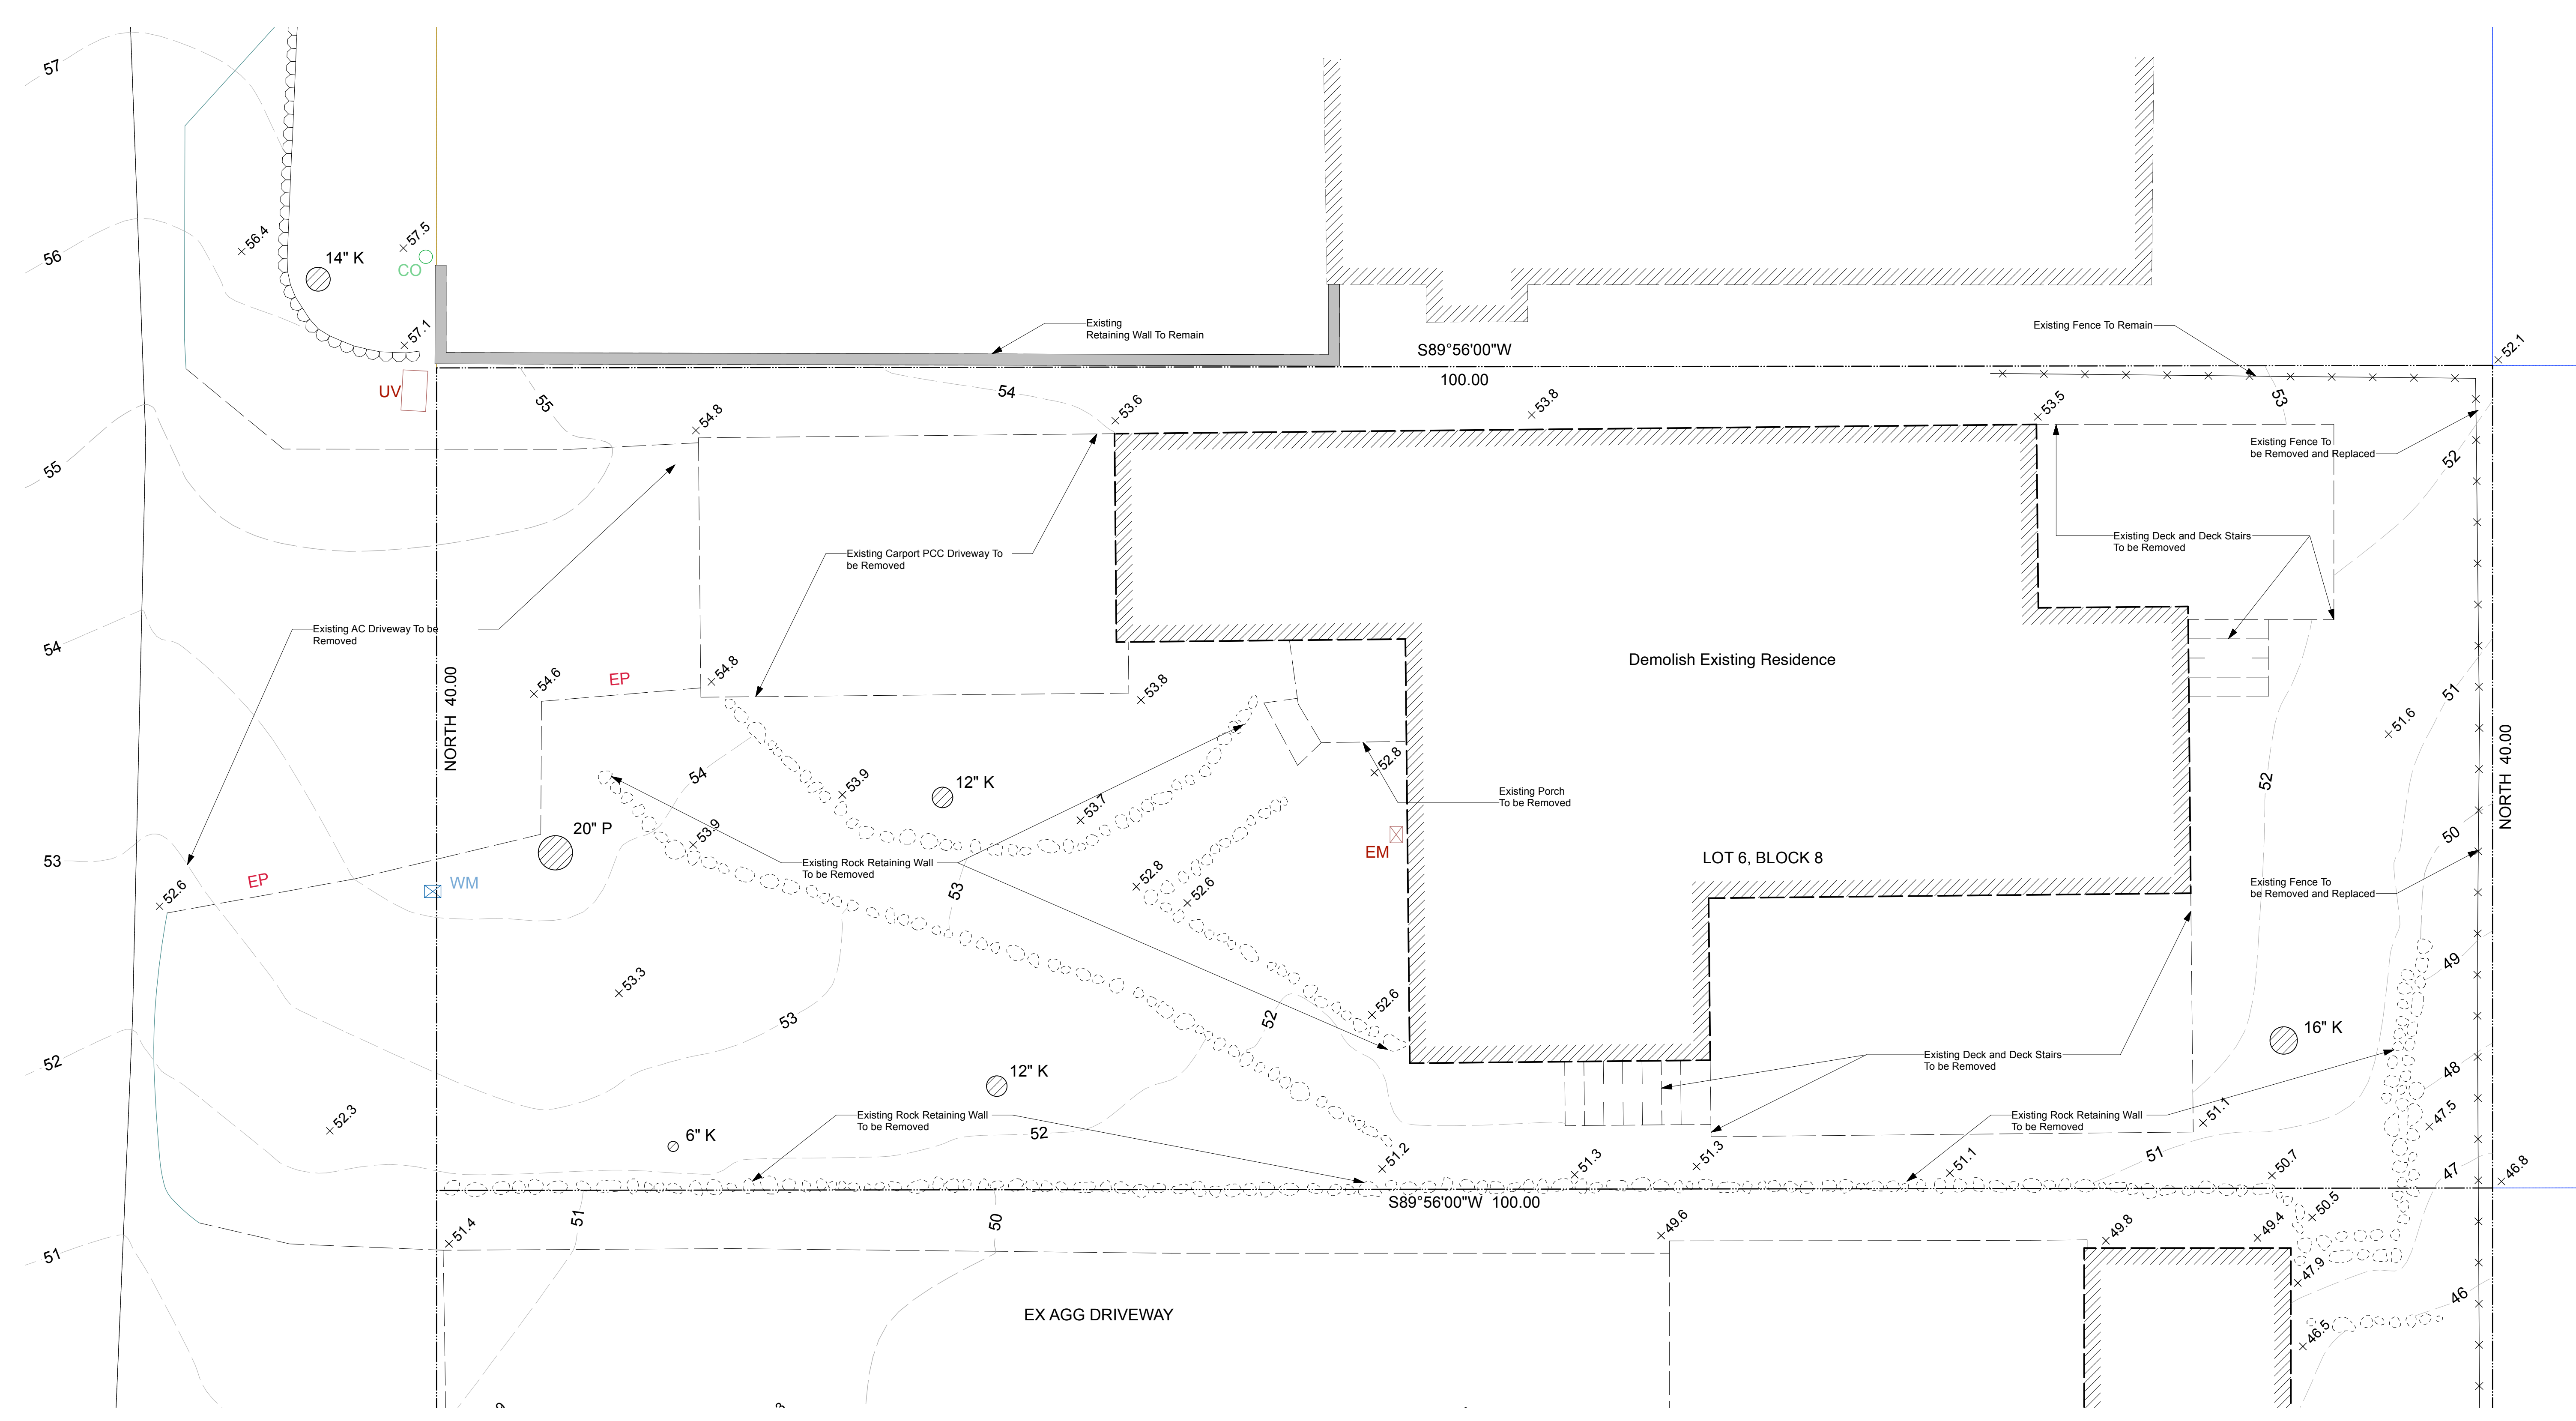 57
56
55
54
53
52
51
56.4
14" K
57.5
CO
57.1
UV
Existing
Retaining Wall To Remain
S89°56'00"W
100.00
Existing Fence To Remain
52.1
55
54
54.8
53.6
53.8
53.5
53
Existing Fence To
be Removed and Replaced
52
Existing Carport PCC Driveway To
be Removed
Existing Deck and Deck Stairs
To be Removed
Existing AC Driveway To be
Removed
NORTH 40.00
54.6
EP
54.8
53.8
Demolish Existing Residence
51
51.6
NORTH 40.00
54
53.9
12" K
53.7
52.8
Existing Porch
To be Removed
52
20" P
53.9
Existing Rock Retaining Wall
To be Removed
53
52.8
52.6
EM
LOT 6, BLOCK 8
50
Existing Fence To
be Removed and Replaced
EP
52.6
WM
53.3
53
52
52.6
49
16" K
48
12" K
Existing Deck and Deck Stairs
To be Removed
52.3
6" K
Existing Rock Retaining Wall
To be Removed
52
51.2
51.3
51.3
Existing Rock Retaining Wall
To be Removed
51.1
51.1
51
50.7
47.5
47
46.8
S89°56'00"W 100.00
51.4
51
50
49.6
49.8
49.4
50.5
47.9
46
46.5
EX AGG DRIVEWAY